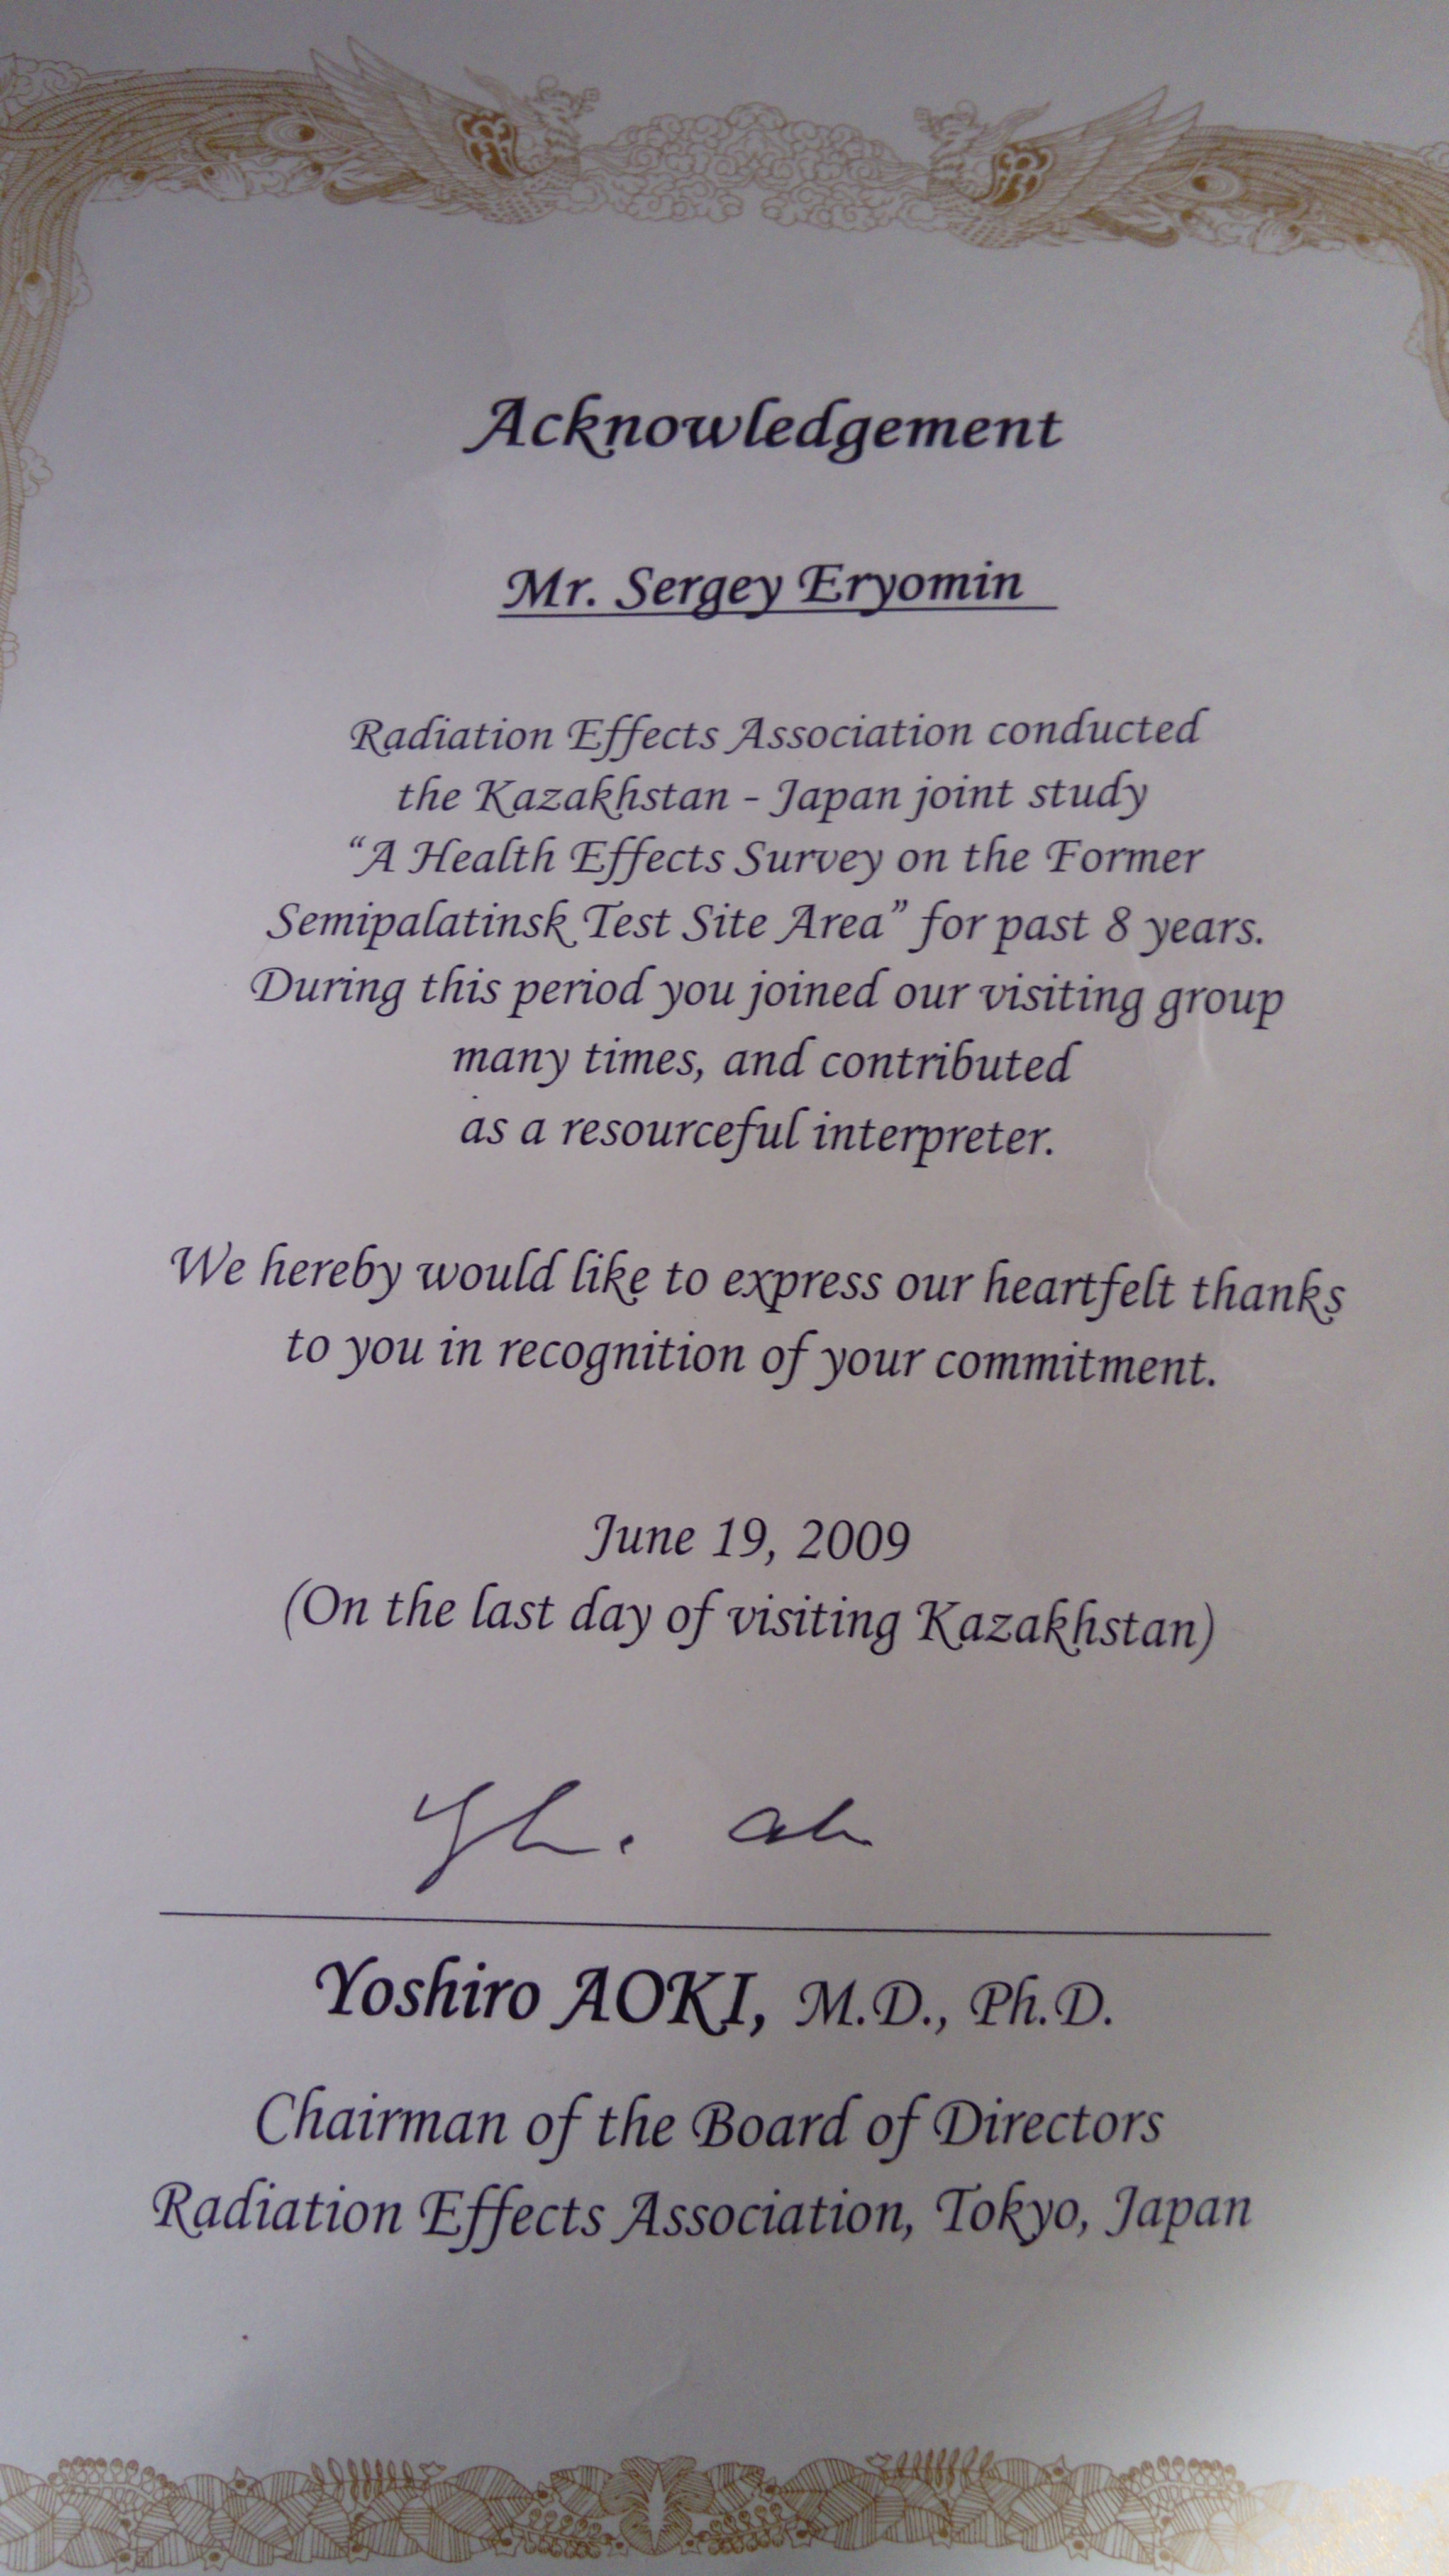 Acknowledgement
Mr. Sergey Eryomin
Radiation Effects Association conducted
the Kazakhstan - Japan joint study
“A Health Effects Survey on the Former
Semipalatinsk Test Site Area” for past 8 years.
During this period you joined our visiting group
many times, and contributed
as a resourceful interpreter.
We hereby would like to express our heartfelt thanks
to you in recognition of your commitment.
June 19, 2009
(On the last day of visiting Kazakhstan)
Yoshiro AOKI, M.D., Ph.D.
Chairman of the Board of Directors
Radiation Effects Association, Tokyo, Japan